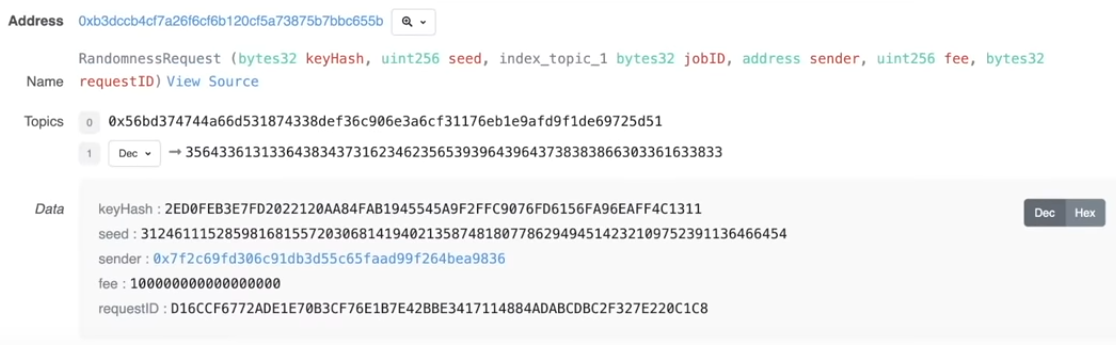 Address 0xb3dccb4cf7a26f6cf6b120cf5a73875b7bbc655b
RandomnessRequest (bytes32 keyHash, uint256 seed, index_topic_1 bytes32 jobID, address sender, uint256 fee, bytes32
Name requestID) View Source
Topics 0 0x56bd374744a66d531874338def36c906e3a6cf31176eb1e9afd9f1de69725d51
1 Dec → 3564336131336438343731623462356539396439643738383866303361633833
Data keyHash : 2ED0FEB3E7FD2022120AA84FAB1945545A9F2FFC9076FD6156FA96EAFF4C1311
Dec Hex
seed : 31246111528598168155720306814194021358748180778629494514232109752391136466454
sender : 0x7f2c69fd306c91db3d55c65faad99f264bea9836
fee : 100000000000000000
requestID : D16CCF6772ADE1E70B3CF76E1B7E42BBE3417114884ADABCDBC2F327E220C1C8